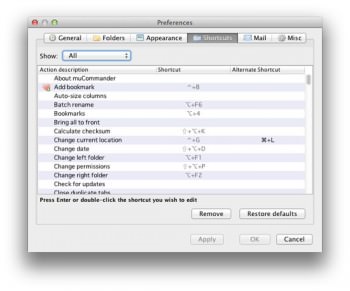 Preferences
General Folders Appearance Shortcuts Mail Misc
Show: All
Action description Shortcut Alternate Shortcut
About muCommander
Add bookmark ^+B
Auto-size columns
Batch rename ⌥+F6
Bookmarks ⌥+4
Bring all to front
Calculate checksum ⇧+⌥+K
Change current location ^+G ⌘+L
Change date ⇧+⌥+D
Change left folder ⌥+F1
Change permissions ⇧+⌥+P
Change right folder ⌥+F2
Check for updates
Close duplicate tabs
Press Enter or double-click the shortcut you wish to edit
Remove Restore defaults
Apply OK Cancel